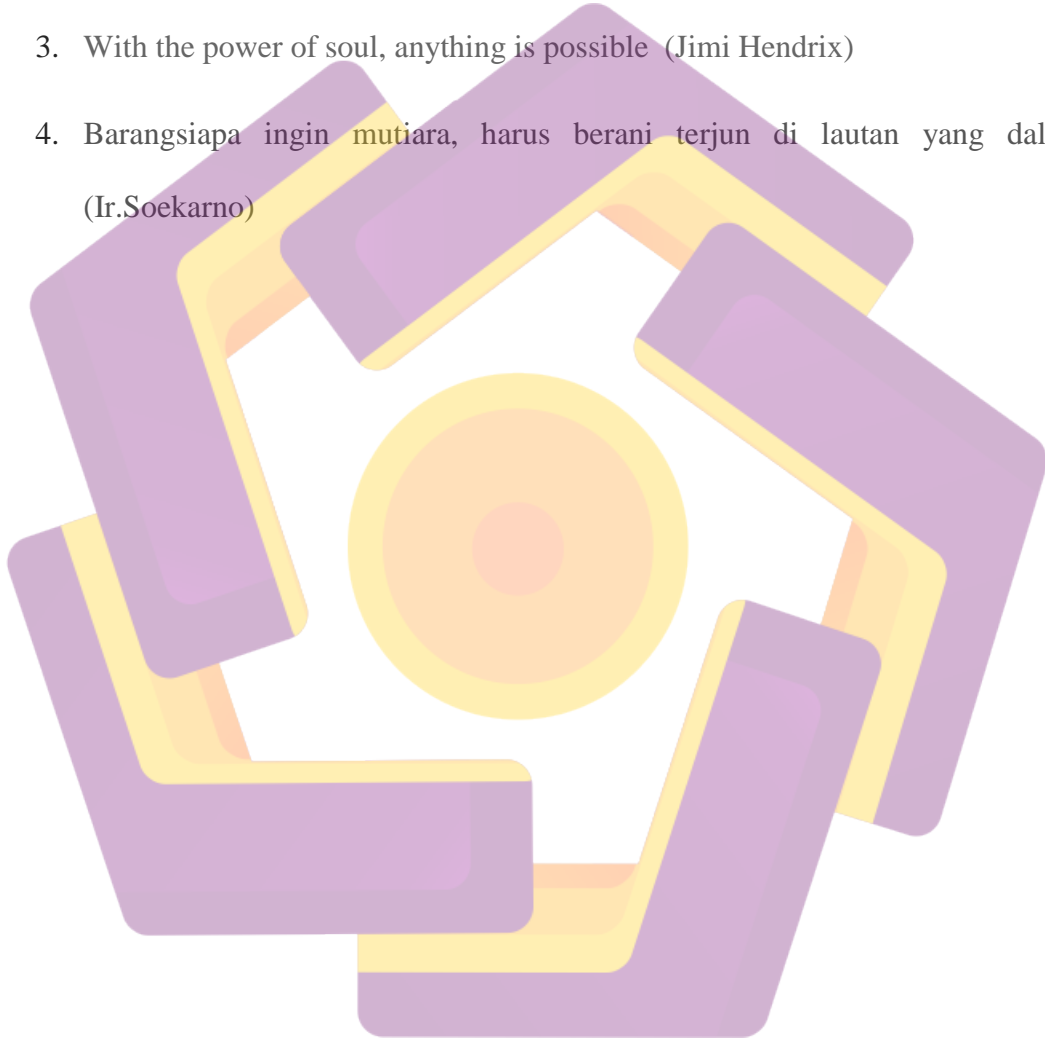 3. With the power of soul, anything is possible (Jimi Hendrix)
4. Barangsiapa ingin mutiara, harus berani terjun di lautan yang dal
(Ir.Soekarno)